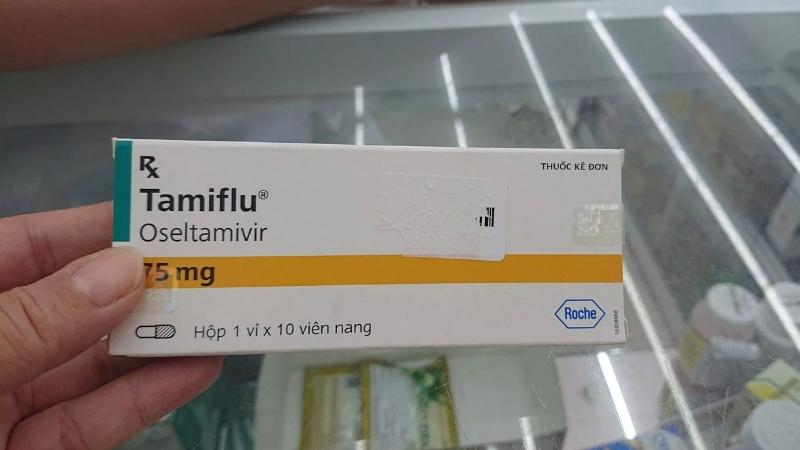 Rx
THUỐC KÊ ĐƠN
Tamiflu®
Oseltamivir
75 mg
Roche
Hộp 1 vỉ x 10 viên nang